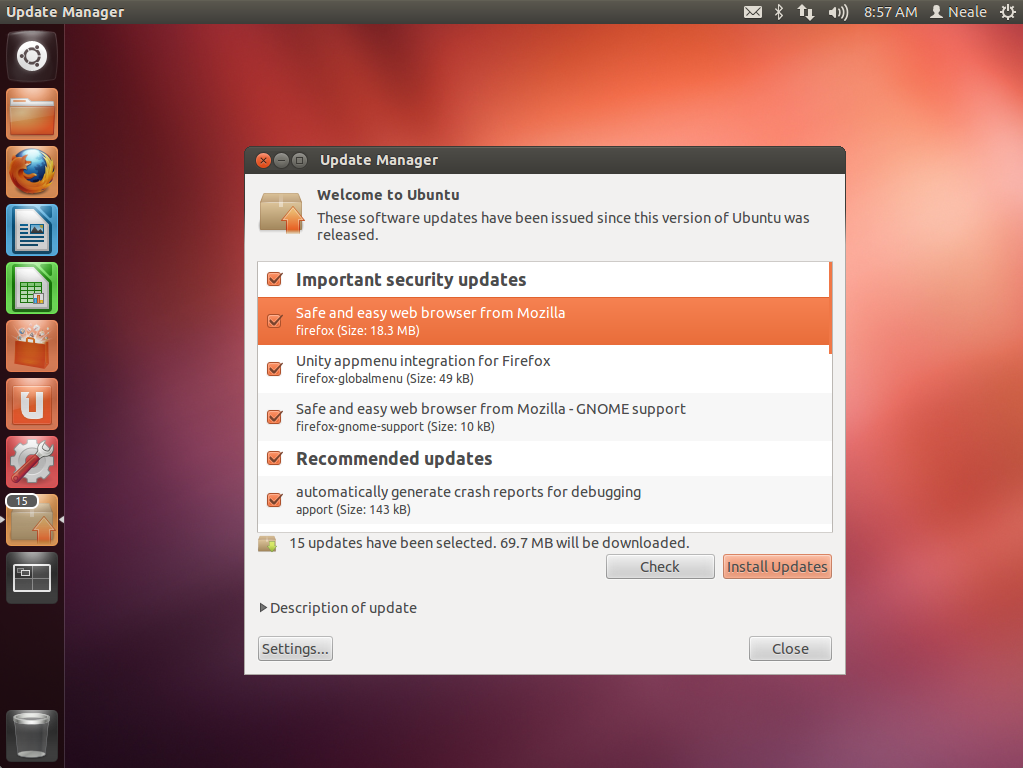 Update Manager
8:57 AM
Neale
Update Manager
Welcome to Ubuntu
These software updates have been issued since this version of Ubuntu was
released.
Important security updates
Safe and easy web browser from Mozilla
firefox (Size: 18.3 MB)
Unity appmenu integration for Firefox
firefox-globalmenu (Size: 49 kB)
Safe and easy web browser from Mozilla - GNOME support
firefox-gnome-support (Size: 10 kB)
Recommended updates
automatically generate crash reports for debugging
apport (Size: 143 kB)
15
15 updates have been selected. 69.7 MB will be downloaded.
Check
Install Updates
Description of update
Settings...
Close